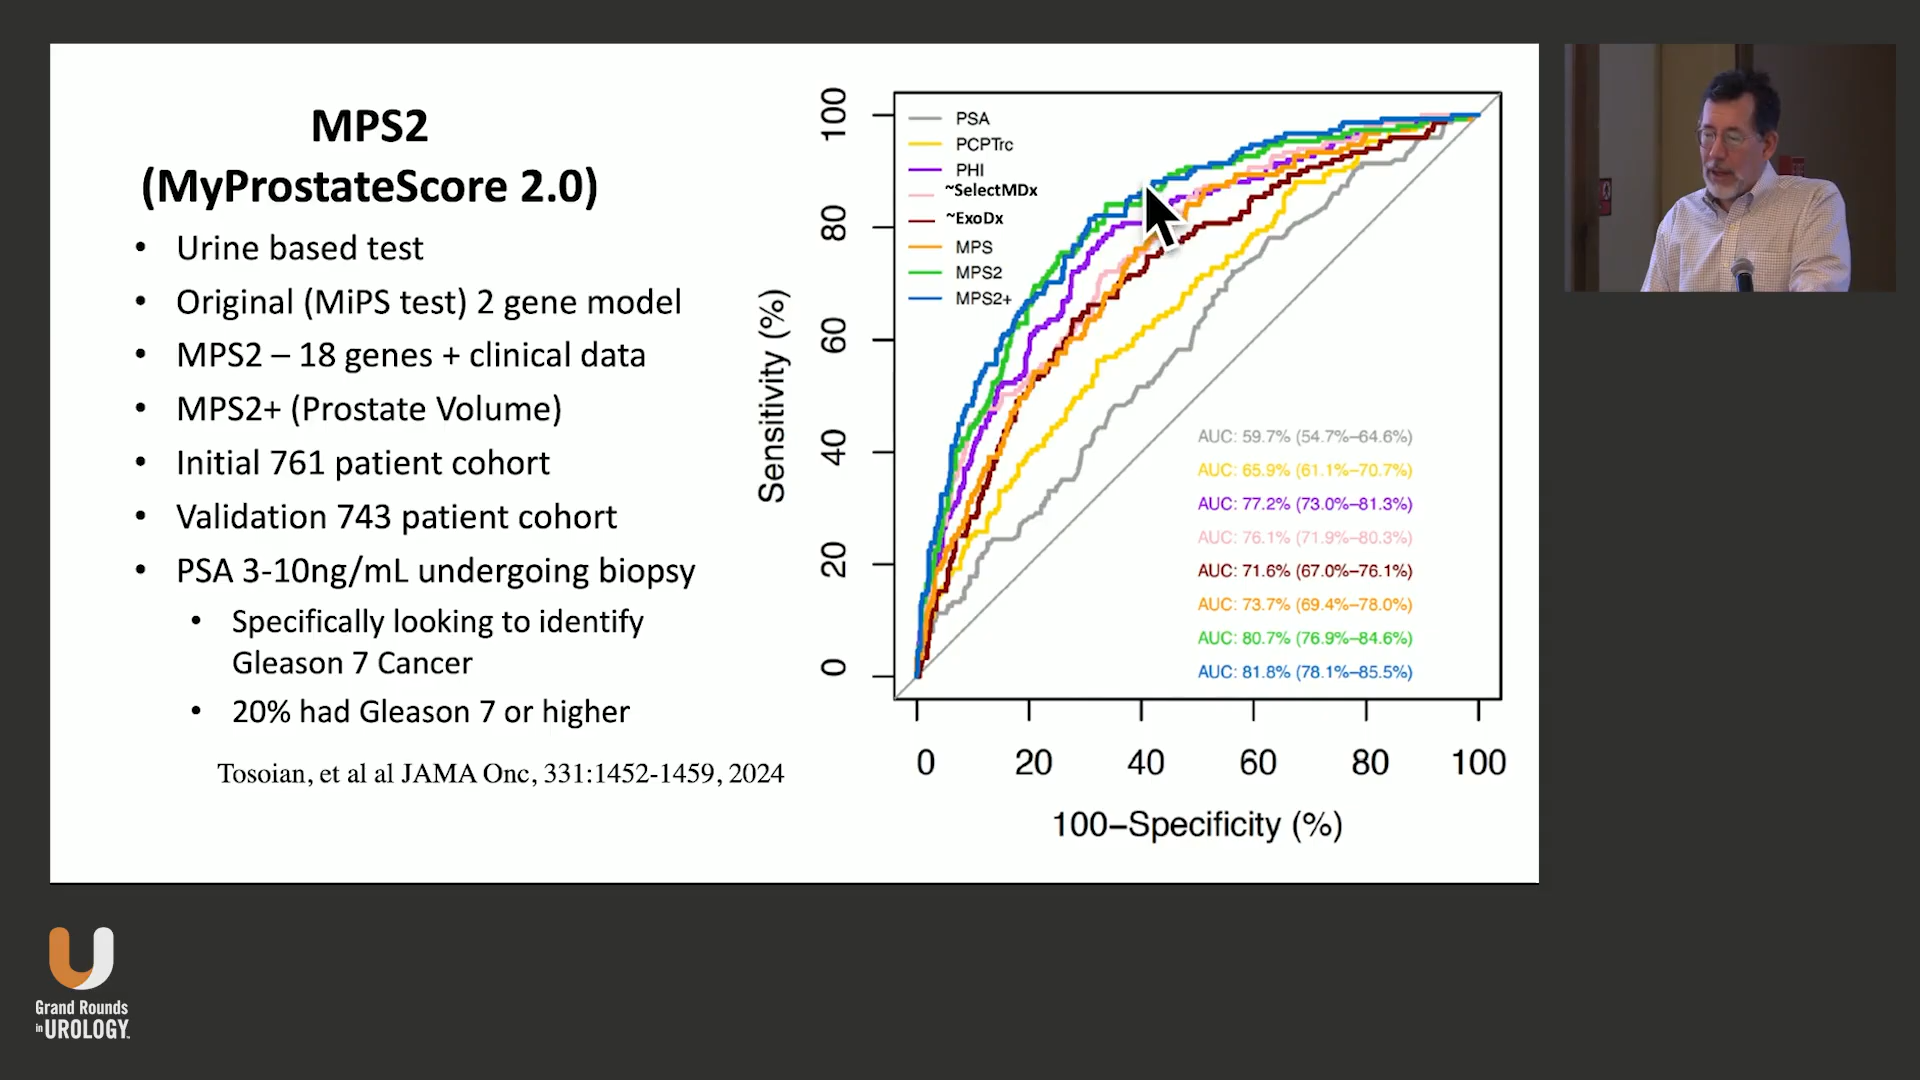 MPS2
(MyProstateScore 2.0)
• Urine based test
• Original (MiPS test) 2 gene model
• MPS2 – 18 genes + clinical data
• MPS2+ (Prostate Volume)
• Initial 761 patient cohort
• Validation 743 patient cohort
• PSA 3-10ng/mL undergoing biopsy
• Specifically looking to identify
Gleason 7 Cancer
• 20% had Gleason 7 or higher
Tosoian, et al al JAMA Onc, 331:1452-1459, 2024
Sensitivity (%)
100
80
60
40
20
0
PSA
PCPTrc
PHI
~SelectMDx
~ExoDx
MPS
MPS2
MPS2+
AUC: 59.7% (54.7%–64.6%)
AUC: 65.9% (61.1%–70.7%)
AUC: 77.2% (73.0%–81.3%)
AUC: 76.1% (71.9%–80.3%)
AUC: 71.6% (67.0%–76.1%)
AUC: 73.7% (69.4%–78.0%)
AUC: 80.7% (76.9%–84.6%)
AUC: 81.8% (78.1%–85.5%)
0 20 40 60 80 100
100–Specificity (%)
Grand Rounds
in UROLOGY™